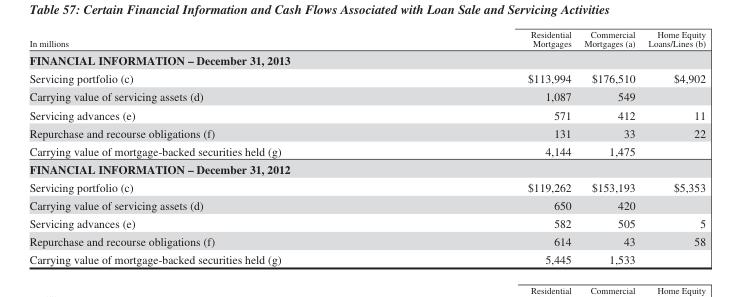 Table 57: Certain Financial Information and Cash Flows Associated with Loan Sale and Servicing Activities
In millions Residential Mortgages Commercial Mortgages (a) Home Equity Loans/Lines (b)
FINANCIAL INFORMATION – December 31, 2013
Servicing portfolio (c) $113,994 $176,510 $4,902
Carrying value of servicing assets (d) 1,087 549
Servicing advances (e) 571 412 11
Repurchase and recourse obligations (f) 131 33 22
Carrying value of mortgage-backed securities held (g) 4,144 1,475
FINANCIAL INFORMATION – December 31, 2012
Servicing portfolio (c) $119,262 $153,193 $5,353
Carrying value of servicing assets (d) 650 420
Servicing advances (e) 582 505 5
Repurchase and recourse obligations (f) 614 43 58
Carrying value of mortgage-backed securities held (g) 5,445 1,533
Residential Commercial Home Equity